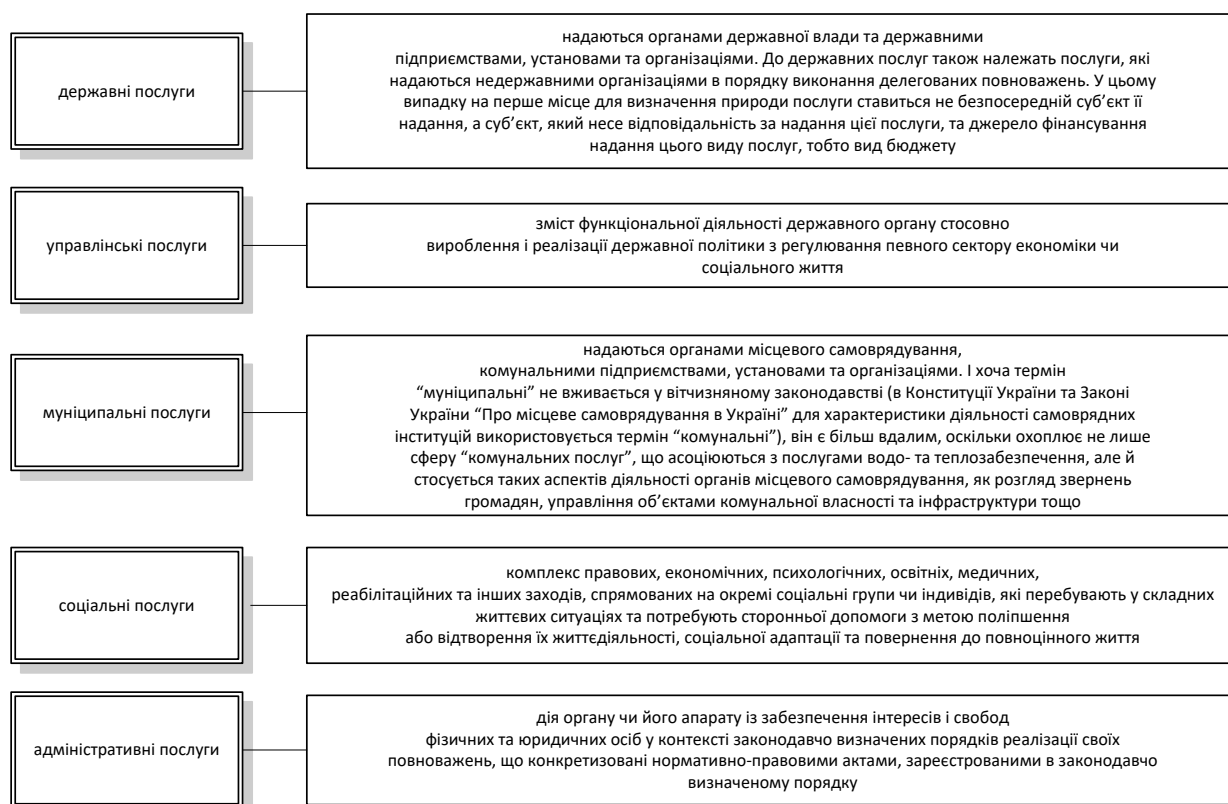 державні послуги
надаються органами державної влади та державними
підприємствами, установами та організаціями. До державних послуг також належать послуги, які
надаються недержавними організаціями в порядку виконання делегованих повноважень. У цьому
випадку на перше місце для визначення природи послуги ставиться не безпосередній суб’єкт її
надання, а суб’єкт, який несе відповідальність за надання цієї послуги, та джерело фінансування
надання цього виду послуг, тобто вид бюджету
управлінські послуги
зміст функціональної діяльності державного органу стосовно
вироблення і реалізації державної політики з регулювання певного сектору економіки чи
соціального життя
муніципальні послуги
надаються органами місцевого самоврядування,
комунальними підприємствами, установами та організаціями. І хоча термін
“муніципальні” не вживається у вітчизняному законодавстві (в Конституції України та Законі
України “Про місцеве самоврядування в Україні” для характеристики діяльності самоврядних
інституцій використовується термін “комунальні”), він є більш вдалим, оскільки охоплює не лише
сферу “комунальних послуг”, що асоціюються з послугами водо- та теплозабезпечення, але й
стосується таких аспектів діяльності органів місцевого самоврядування, як розгляд звернень
громадян, управління об’єктами комунальної власності та інфраструктури тощо
соціальні послуги
комплекс правових, економічних, психологічних, освітніх, медичних,
реабілітаційних та інших заходів, спрямованих на окремі соціальні групи чи індивідів, які перебувають у складних
життєвих ситуаціях та потребують сторонньої допомоги з метою поліпшення
або відтворення їх життєдіяльності, соціальної адаптації та повернення до повноцінного життя
адміністративні послуги
дія органу чи його апарату із забезпечення інтересів і свобод
фізичних та юридичних осіб у контексті законодавчо визначених порядків реалізації своїх
повноважень, що конкретизовані нормативно-правовими актами, зареєстрованими в законодавчо
визначеному порядку